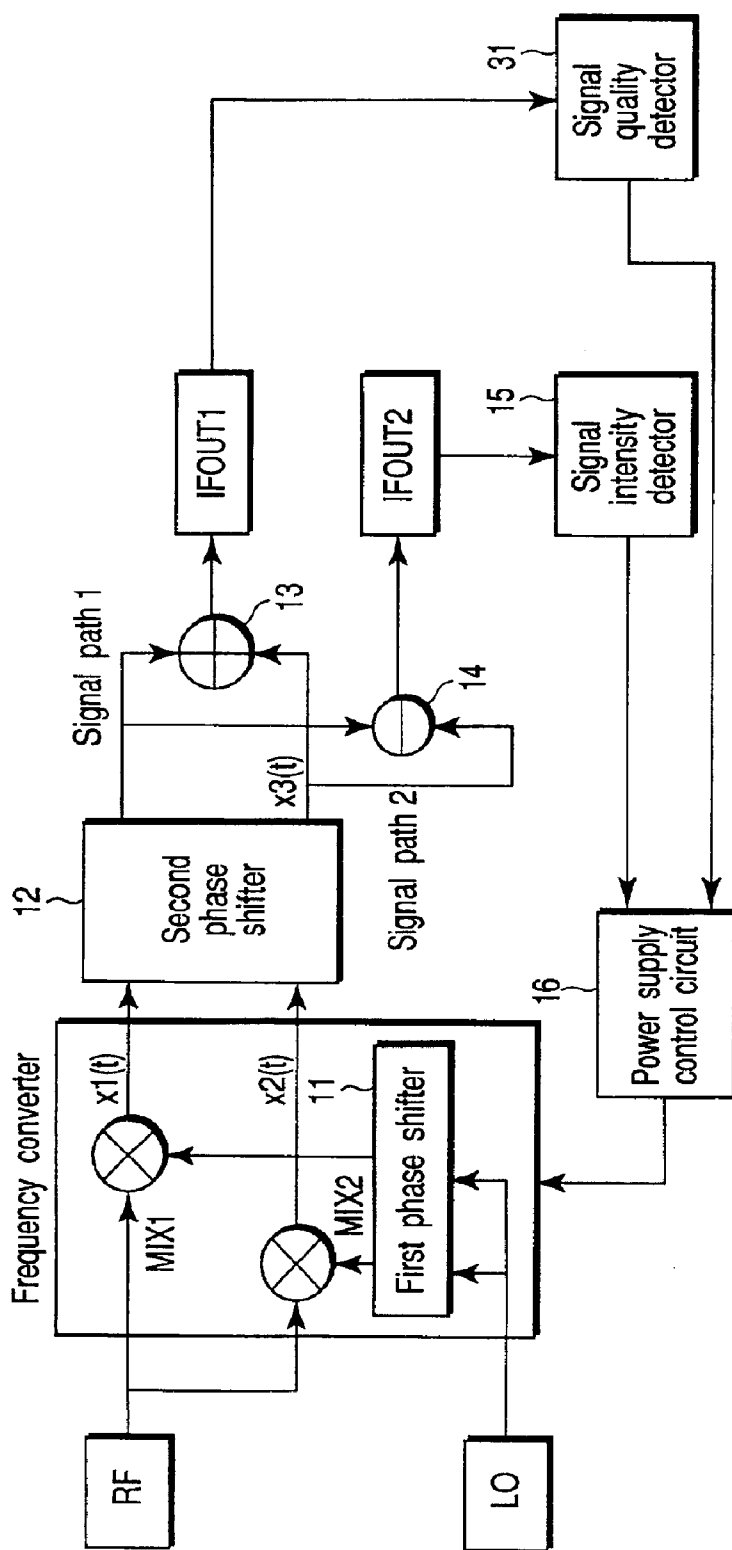 Frequency converter
RF
MIX1
x1(t)
12
Second
phase
shifter
Signal path 1
13
IFOUT1
31
Signal
quality
detector
x2(t)
x3(t)
MIX2
11
First phase shifter
Signal path 2
14
IFOUT2
15
Signal
intensity
detector
LO
16
Power supply
control circuit